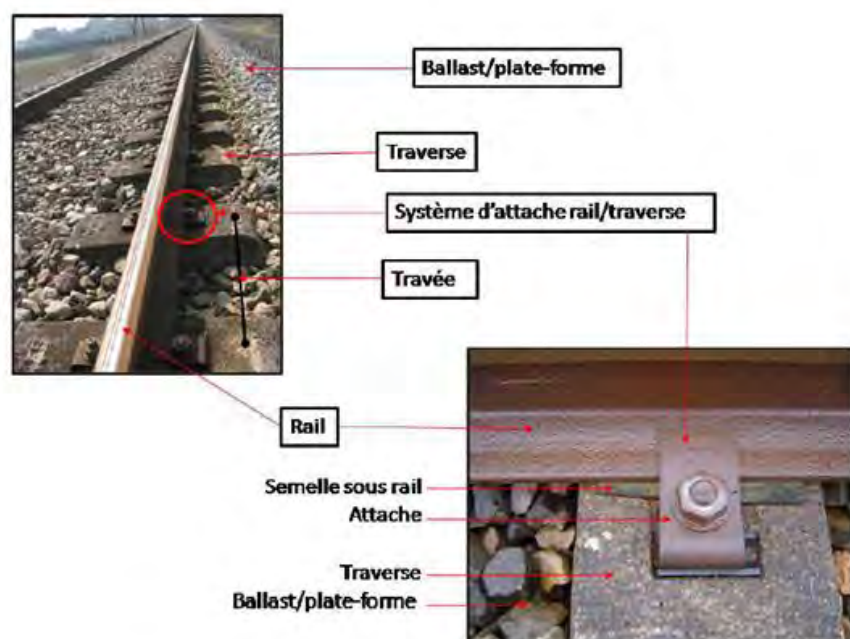 Ballast/plate-forme
Traverse
Système d'attache rail/traverse
Travée
Rail
Semelle sous rail
Attache
Traverse
Ballast/plate-forme